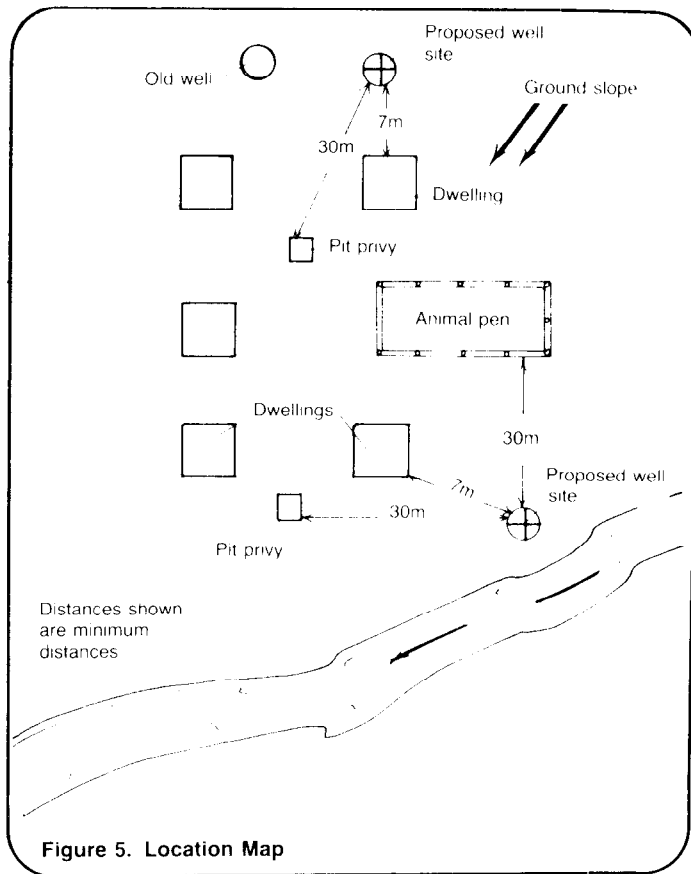 Proposed well
site
Old well
Ground slope
7m
30m
Dwelling
Pit privy
Animal pen
Dwellings
30m
Proposed well
site
7m
30m
Pit privy
Distances shown
are minimum
distances
Figure 5. Location Map